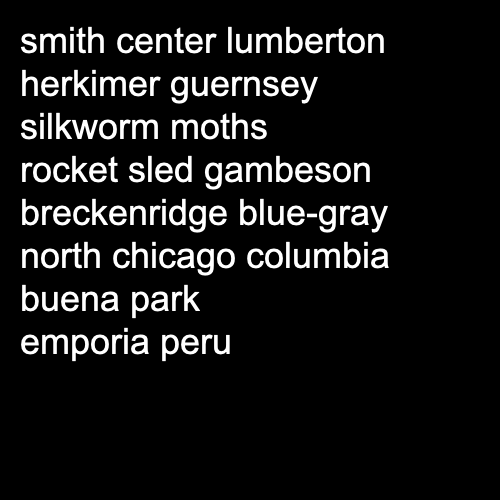 smith center lumberton
herkimer guernsey
silkworm moths
rocket sled gambeson
breckenridge blue-gray
north chicago columbia
buena park
emporia peru